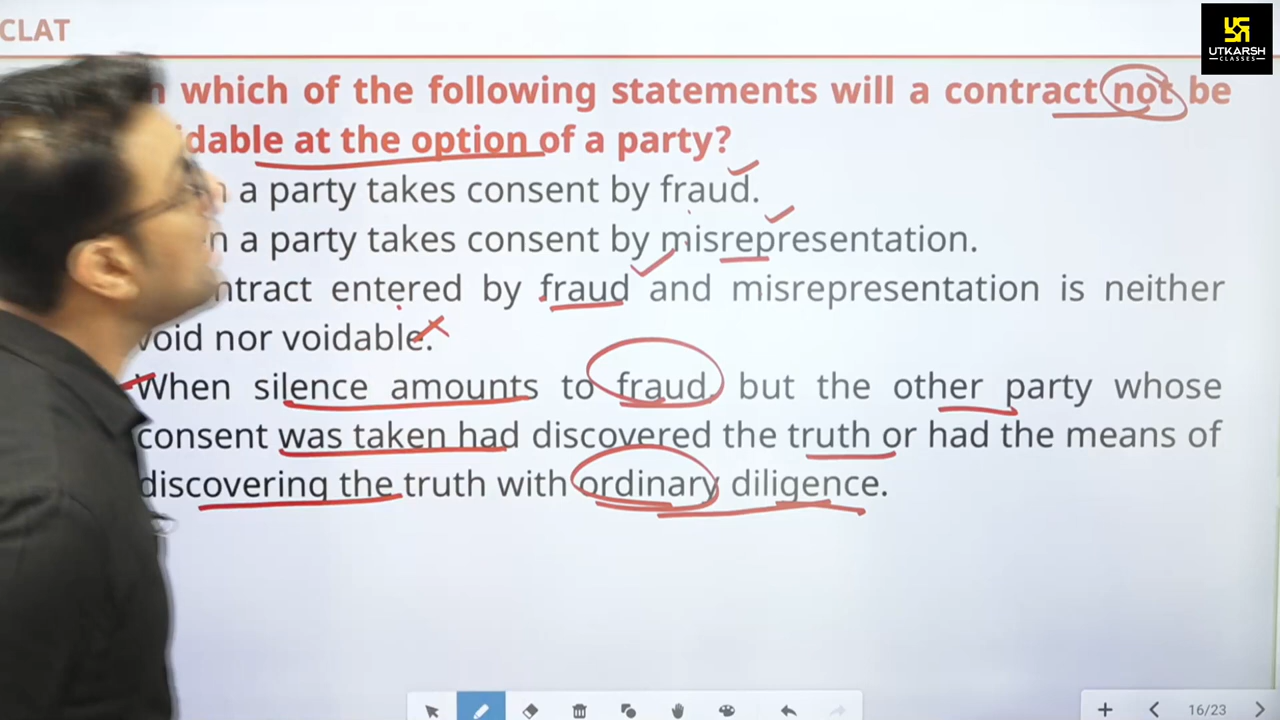 CLAT
UTKARSH
CLASSES
which of the following statements will a contract not be
at the option of a party?
a party takes consent by fraud.
a party takes consent by misrepresentation.
entered by fraud and misrepresentation is neither
void nor voidable.
When silence amounts to fraud but the other party whose
consent was taken had discovered the truth or had the means of
discovering the truth with ordinary diligence.
16/23